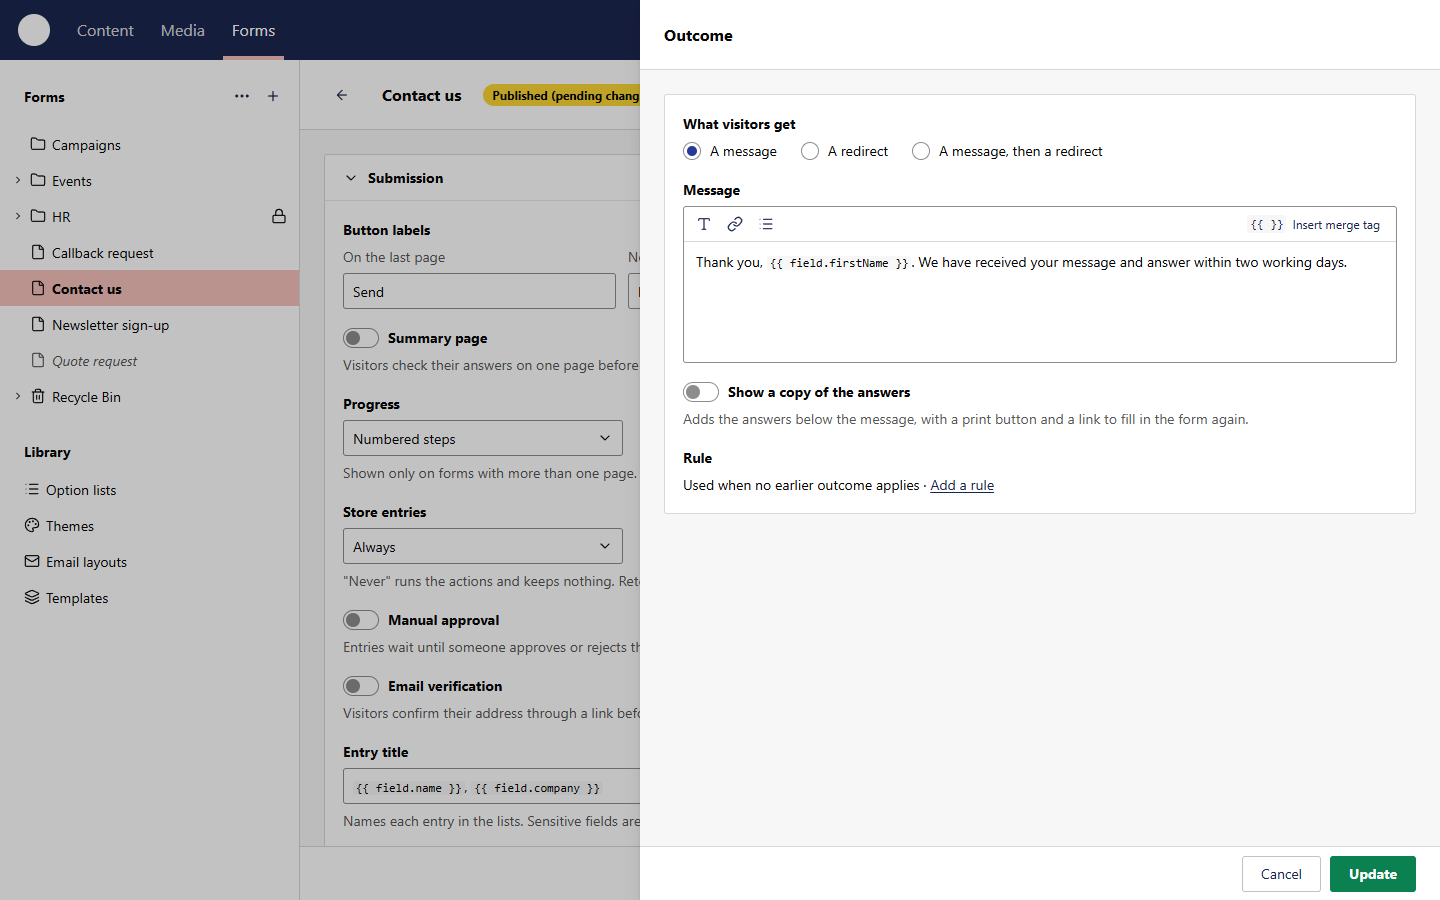 Content Media Forms
Forms
Campaigns
Events
HR
Callback request
Contact us
Newsletter sign-up
Quote request
Recycle Bin
Library
Option lists
Themes
Email layouts
Templates
Contact us Published (pending chang
Submission
Button labels
On the last page
Send
Summary page
Visitors check their answers on one page before
Progress
Numbered steps
Shown only on forms with more than one page.
Store entries
Always
"Never" runs the actions and keeps nothing.
Manual approval
Entries wait until someone approves or rejects
Email verification
Visitors confirm their address through a link
Entry title
{{ field.name }}, {{ field.company }}
Names each entry in the lists. Sensitive fields are
Outcome
What visitors get
A message A redirect A message, then a redirect
Message
{{ }} Insert merge tag
Thank you, {{ field.firstName }}. We have received your message and answer within two working days.
Show a copy of the answers
Adds the answers below the message, with a print button and a link to fill in the form again.
Rule
Used when no earlier outcome applies · Add a rule
Cancel Update